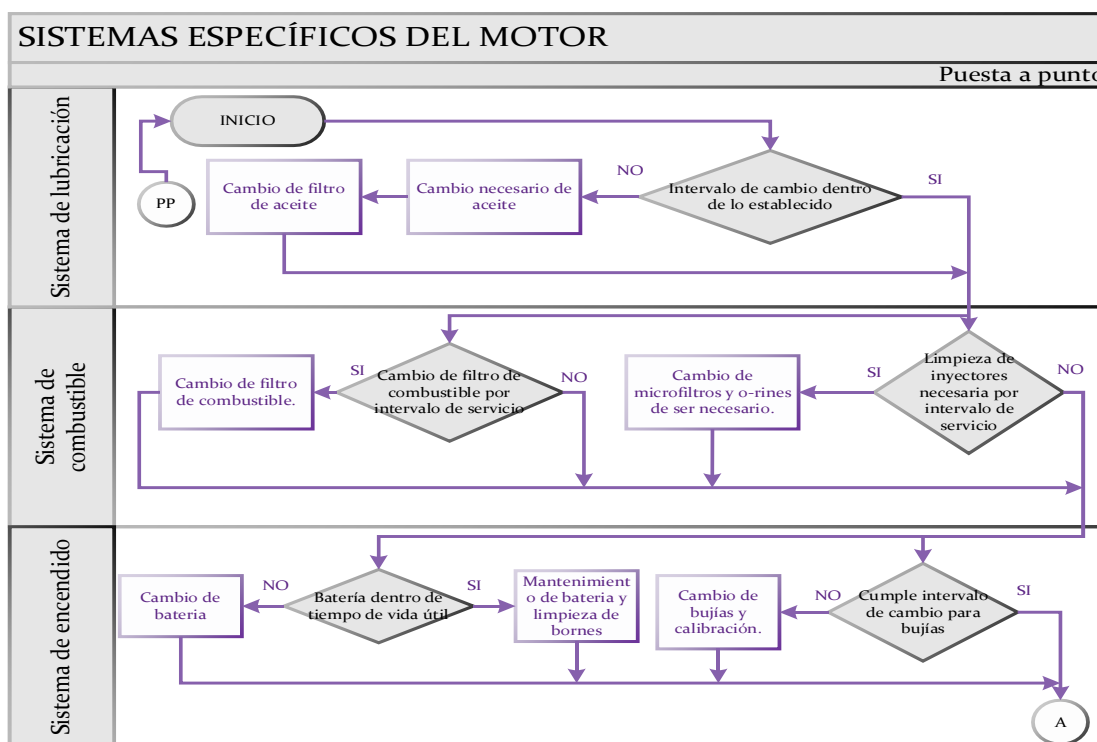 SISTEMAS ESPECÍFICOS DEL MOTOR
Puesta a punto
Sistema de lubricación
INICIO
PP
Cambio de filtro
de aceite
Cambio necesario de
aceite
NO
Intervalo de cambio dentro
de lo establecido
SI
Sistema de
combustible
Cambio de filtro
de combustible.
SI
Cambio de filtro de
combustible por
intervalo de servicio
NO
Cambio de
microfiltros y o-rines
de ser necesario.
SI
Limpieza de
inyectores
necesaria por
intervalo de
servicio
NO
Sistema de encendido
Cambio de
bateria
NO
Batería dentro de
tiempo de vida útil
SI
Mantenimient
o de bateria y
limpieza de
bornes
Cambio de
bujías y
calibración.
NO
Cumple intervalo
de cambio para
bujías
SI
A